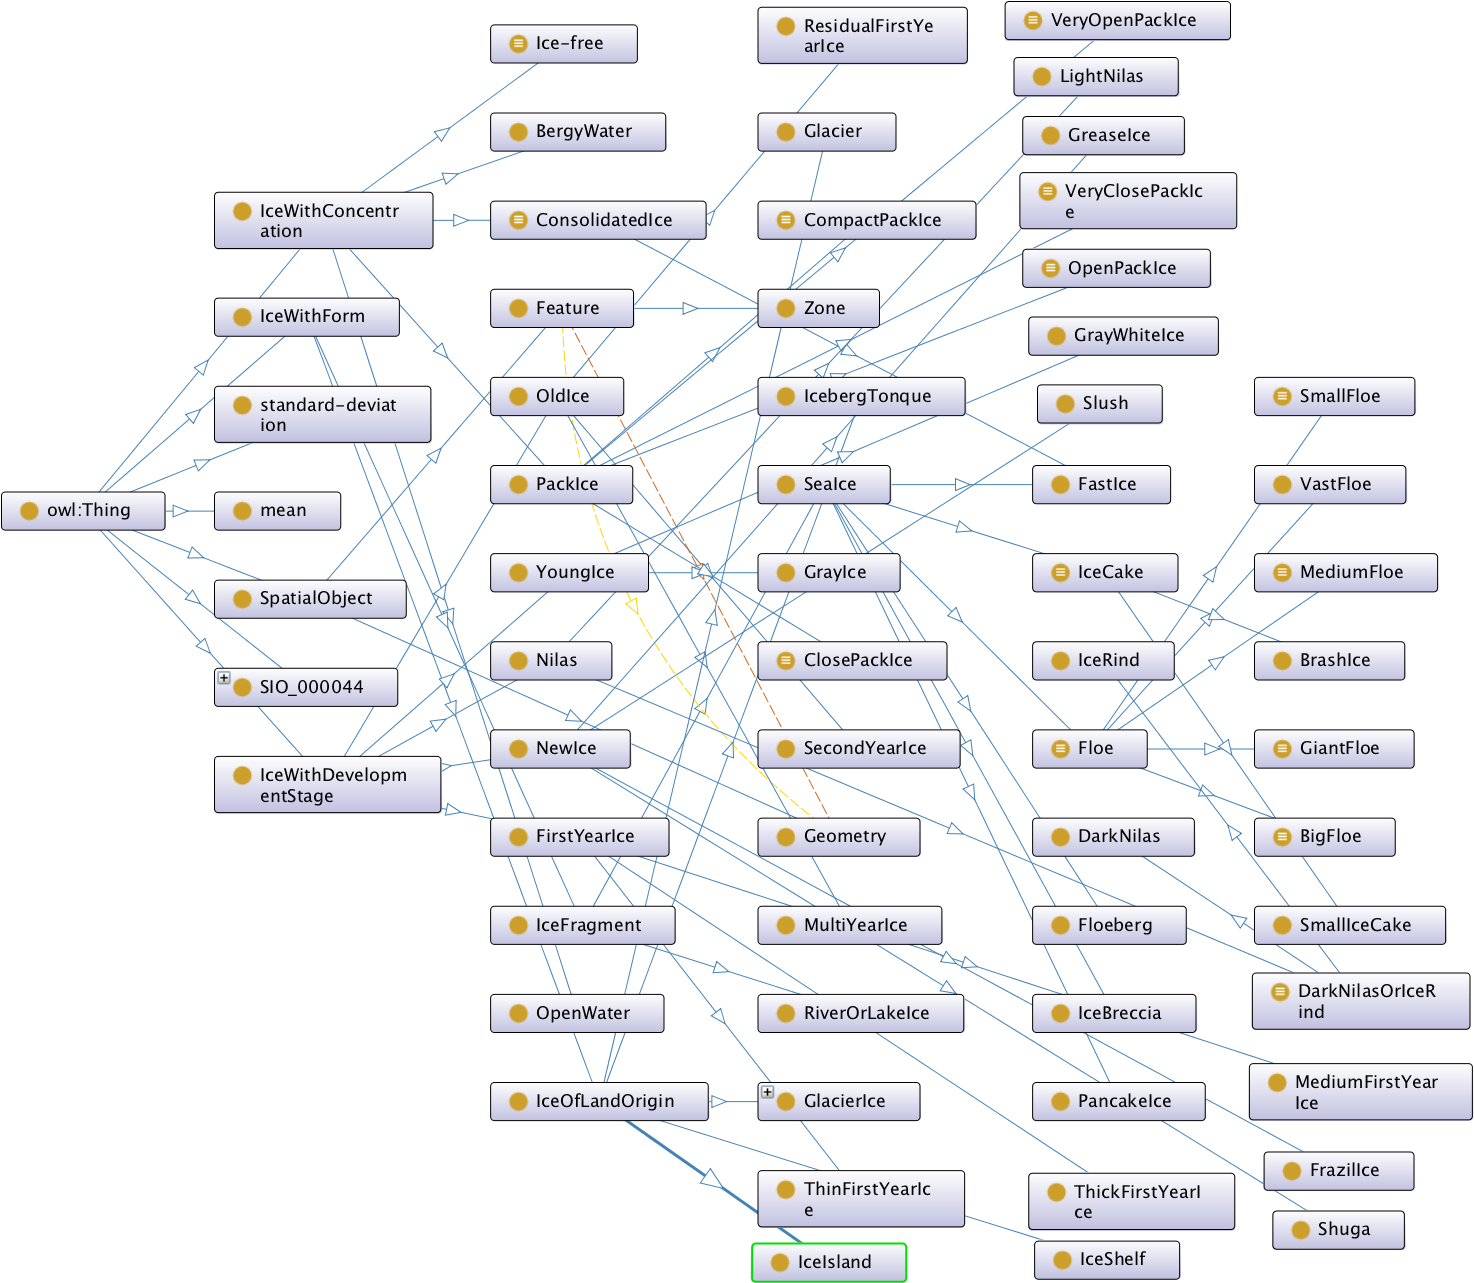 owl:Thing
IceWithConcentr
ation
IceWithForm
standard-deviat
ion
mean
SpatialObject
SIO_000044
IceWithDevelopm
entStage
Ice-free
BergyWater
ConsolidatedIce
Feature
OldIce
PackIce
YoungIce
Nilas
NewIce
FirstYearIce
IceFragment
OpenWater
IceOfLandOrigin
ResidualFirstYe
arIce
Glacier
CompactPackIce
Zone
IcebergTonque
SeaIce
GrayIce
ClosePackIce
SecondYearIce
Geometry
MultiYearIce
RiverOrLakeIce
GlacierIce
ThinFirstYearIc
e
IceIsland
VeryOpenPackIce
LightNilas
GreaseIce
VeryClosePackIc
e
OpenPackIce
GrayWhiteIce
Slush
FastIce
IceCake
IceRind
Floe
DarkNilas
Floeberg
IceBreccia
PancakeIce
ThickFirstYearI
ce
IceShelf
SmallFloe
VastFloe
MediumFloe
BrashIce
GiantFloe
BigFloe
SmallIceCake
DarkNilasOrIceR
ind
MediumFirstYear
Ice
FrazilIce
Shuga